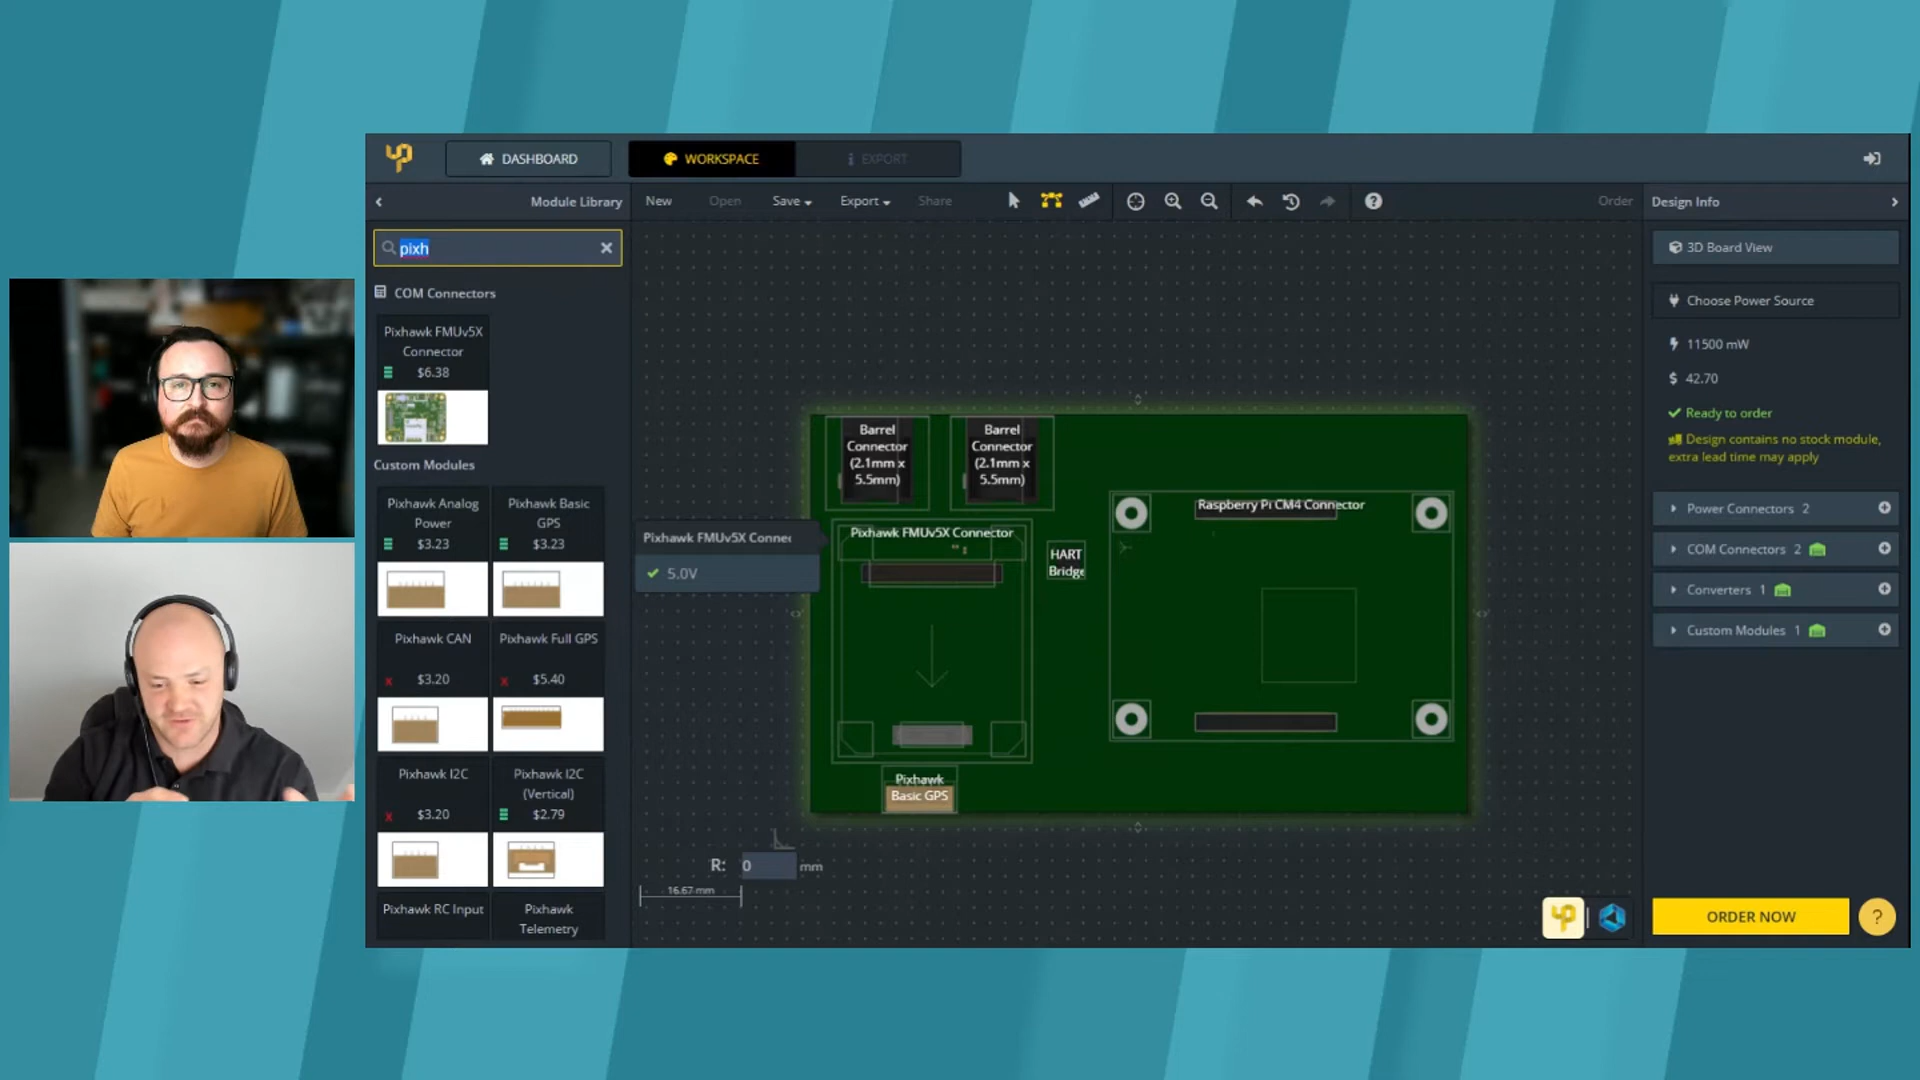 DASHBOARD
WORKSPACE
EXPORT
Module Library
New
Open
Save
Export
Share
Order
Design Info
pixh
COM Connectors
Pixhawk FMUv5X
Connector
$6.38
Custom Modules
Pixhawk Analog
Power
$3.23
Pixhawk Basic
GPS
$3.23
Pixhawk CAN
$3.20
Pixhawk Full GPS
$5.40
Pixhawk I2C
$3.20
Pixhawk I2C
(Vertical)
$2.79
Pixhawk RC Input
Pixhawk
Telemetry
Pixhawk FMUv5X Connec
5.0V
Barrel
Connector
(2.1mm x
5.5mm)
Barrel
Connector
(2.1mm x
5.5mm)
Pixhawk FMUv5X Connector
HART
Bridge
Raspberry Pi CM4 Connector
Pixhawk
Basic GPS
R: 0 mm
16.67 mm
3D Board View
Choose Power Source
11500 mW
$ 42.70
Ready to order
Design contains no stock module,
extra lead time may apply
Power Connectors 2
COM Connectors 2
Converters 1
Custom Modules 1
ORDER NOW
?